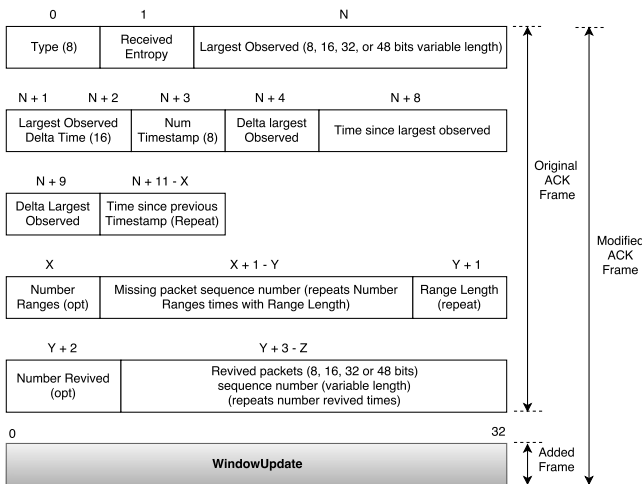 0 1 N
Type (8)
Received
Entropy
Largest Observed (8, 16, 32, or 48 bits variable length)
N + 1 N + 2 N + 3 N + 4 N + 8
Largest Observed
Delta Time (16)
Num
Timestamp (8)
Delta largest
Observed
Time since largest observed
N + 9 N + 11 - X
Delta Largest
Observed
Time since previous
Timestamp (Repeat)
X X + 1 - Y Y + 1
Number
Ranges (opt)
Missing packet sequence number (repeats Number
Ranges times with Range Length)
Range Length
(repeat)
Y + 2 Y + 3 - Z
Number Revived
(opt)
Revived packets (8, 16, 32 or 48 bits)
sequence number (variable length)
(repeats number revived times)
0 32
WindowUpdate
Original
ACK
Frame
Modified
ACK
Frame
Added
Frame